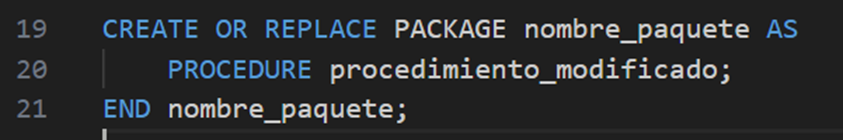 19 CREATE OR REPLACE PACKAGE nombre_paquete AS
20 PROCEDURE procedimiento_modificado;
21 END nombre_paquete;